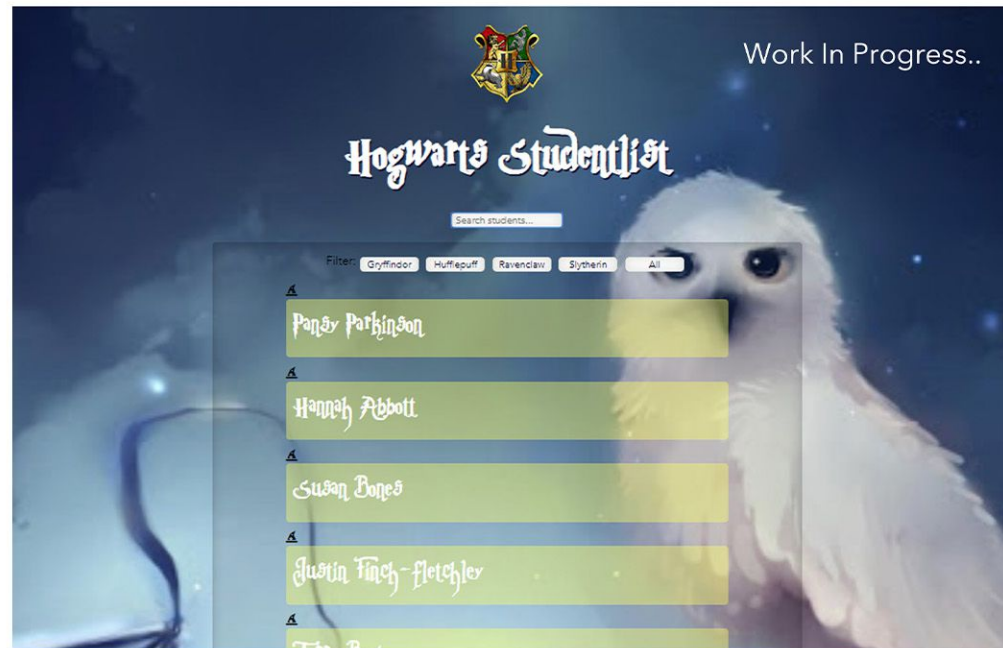 Work In Progress..
Hogwarts Studentlist
Search students...
Filter: Gryffindor Hufflepuff Ravenclaw Slytherin All
Pansy Parkinson
Hannah Abbott
Susan Bones
Justin Finch-fletchley